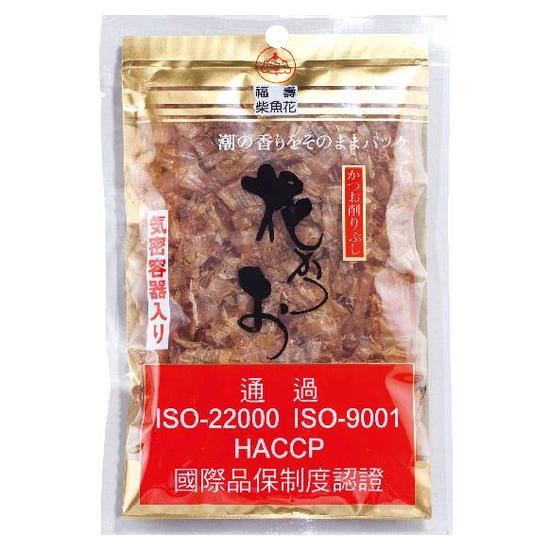 福壽
柴魚花
潮の香りをそのままパック
かつお削りぶし
花かつお
気密容器入り
通過
ISO-22000 ISO-9001
HACCP
國際品保制度認證